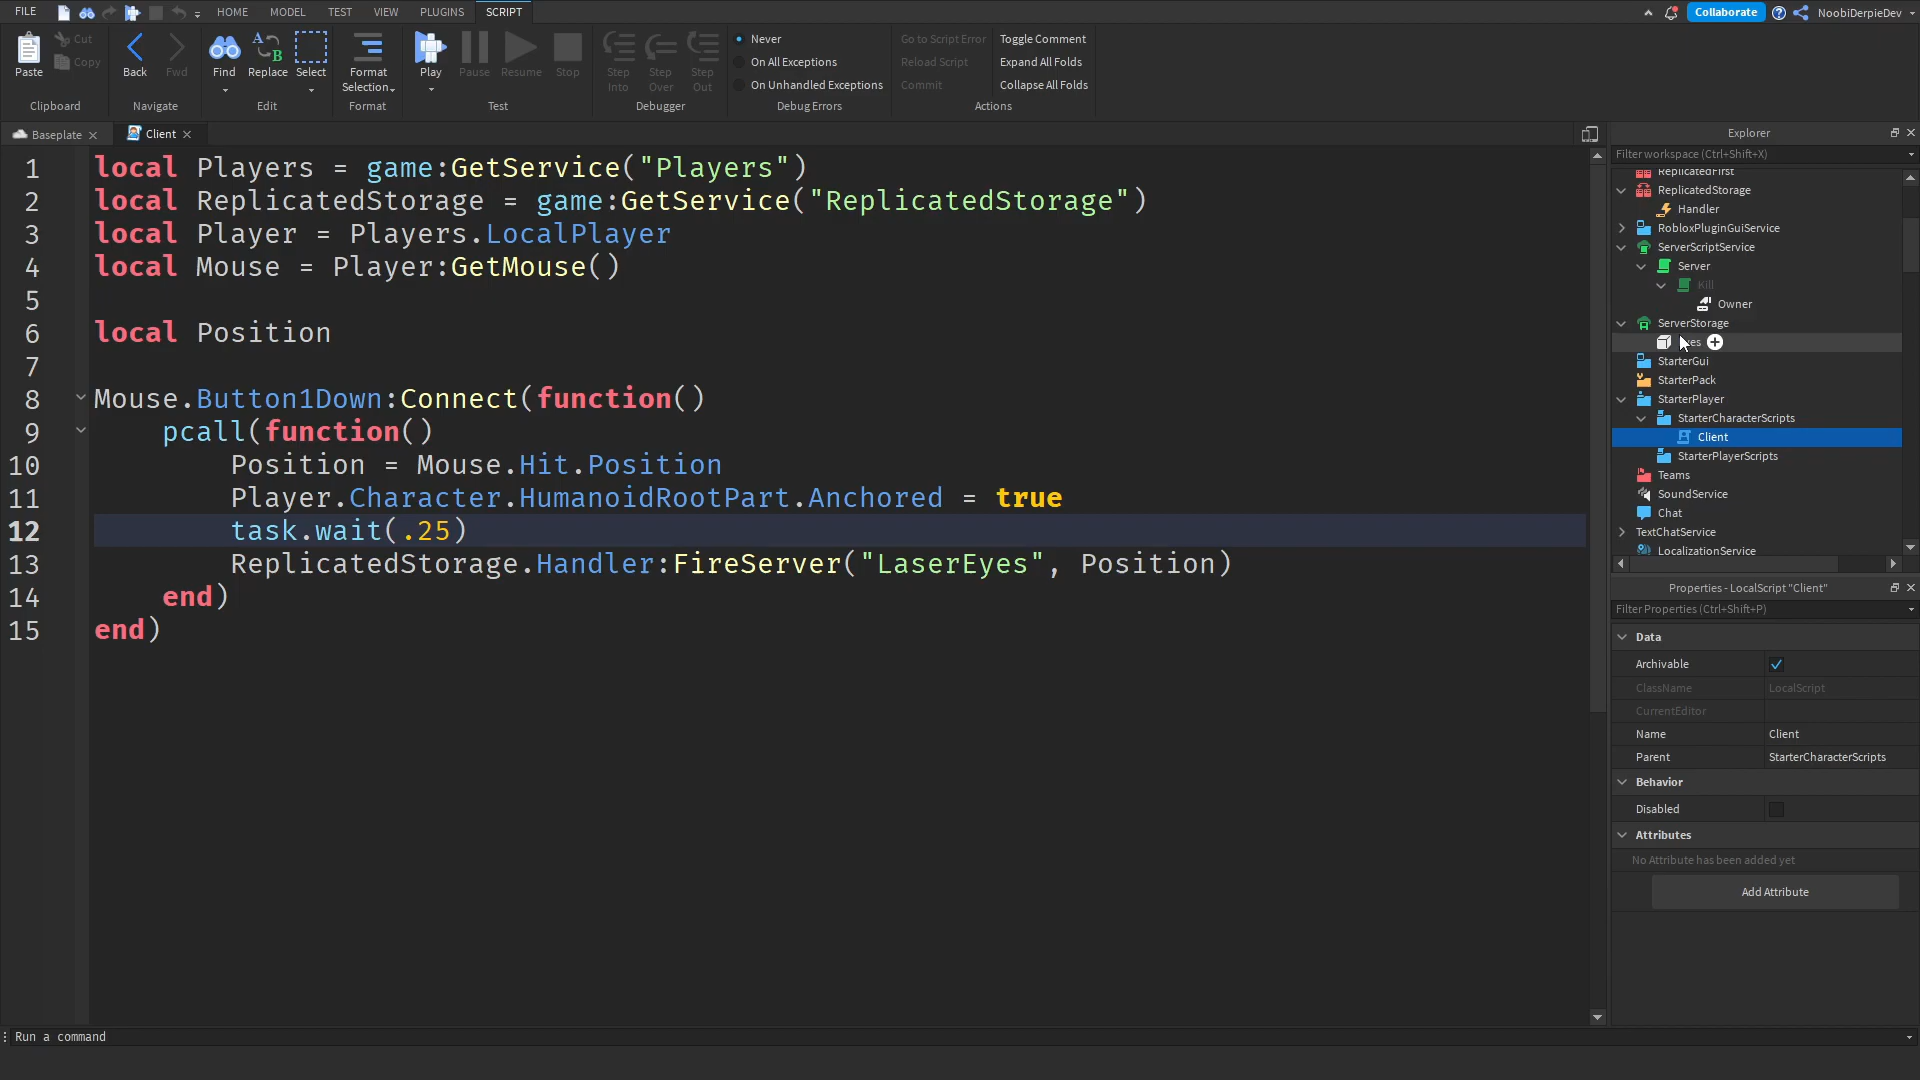 FILE
HOME
MODEL
TEST
VIEW
PLUGINS
SCRIPT
Collaborate
NoobiDerpieDev
Paste
Cut
Copy
Clipboard
Back
Fwd
Navigate
Find
Replace
Select
Edit
Format
Selection
Format
Play
Pause
Resume
Stop
Test
Step
Into
Step
Over
Step
Out
Debugger
Never
On All Exceptions
On Unhandled Exceptions
Debug Errors
Go to Script Error
Reload Script
Commit
Toggle Comment
Expand All Folds
Collapse All Folds
Actions
Baseplate
Client
1 local Players = game:GetService("Players")
2 local ReplicatedStorage = game:GetService("ReplicatedStorage")
3 local Player = Players.LocalPlayer
4 local Mouse = Player:GetMouse()
5
6 local Position
7
8 Mouse.Button1Down:Connect(function()
9 pcall(function()
10 Position = Mouse.Hit.Position
11 Player.Character.HumanoidRootPart.Anchored = true
12 task.wait(.25)
13 ReplicatedStorage.Handler:FireServer("LaserEyes", Position)
14 end)
15 end)
Explorer
Filter workspace (Ctrl+Shift+X)
ReplicatedFirst
ReplicatedStorage
Handler
RobloxPluginGuiService
ServerScriptService
Server
Kill
Owner
ServerStorage
StarterGui
StarterPack
StarterPlayer
StarterCharacterScripts
Client
StarterPlayerScripts
Teams
SoundService
Chat
TextChatService
LocalizationService
Properties - LocalScript "Client"
Filter Properties (Ctrl+Shift+P)
Data
Archivable
ClassName LocalScript
CurrentEditor
Name Client
Parent StarterCharacterScripts
Behavior
Disabled
Attributes
No Attribute has been added yet
Add Attribute
Run a command